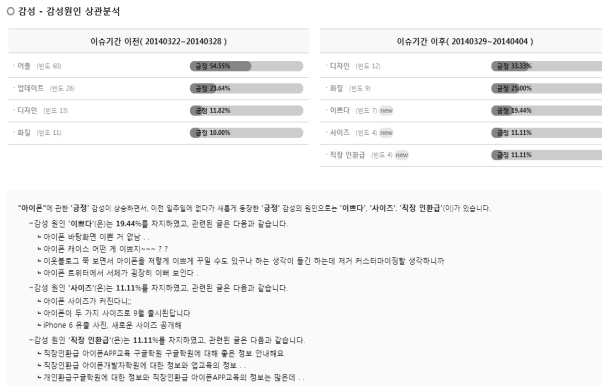 감성 - 감성원인 상관분석
이슈기간 이전( 20140322~20140328 )
· 어플 (빈도 60) 긍정 54.55%
· 업데이트 (빈도 26) 긍정 23.64%
· 디자인 (빈도 13) 긍정 11.82%
· 화질 (빈도 11) 긍정 10.00%
이슈기간 이후( 20140329~20140404 )
· 디자인 (빈도 12) 긍정 33.33%
· 화질 (빈도 9) 긍정 25.00%
· 이쁘다 (빈도 7) new 긍정 19.44%
· 사이즈 (빈도 4) new 긍정 11.11%
· 직장 인환급 (빈도 4) new 긍정 11.11%
"아이폰"에 관한 '긍정' 감성이 상승하면서, 이전 일주일에 없다가 새롭게 등장한 '긍정' 감성의 원인으로는 '이쁘다', '사이즈', '직장 인환급'(이)가 있습니다.
-감성 원인 '이쁘다'(은)는 19.44%를 차지하였고, 관련된 글은 다음과 같습니다.
아이폰 바탕화면 이쁜 거 없남 . .
아이폰 캐이스 어떤 게 이쁘지~~~ ? ?
이웃블로그 쭉 보면서 아이폰을 저렇게 이쁘게 꾸밀 수도 있구나 하는 생각이 들긴 하는데 저거 커스터마이징할 생각하니까
아이폰 트위터에서 서체가 굉장히 이뻐 보인다 .
-감성 원인 '사이즈'(은)는 11.11%를 차지하였고, 관련된 글은 다음과 같습니다.
아이폰 사이즈가 커진다니;;
아이폰이 두 가지 사이즈로 9월 출시된답니다
iPhone 6 유출 사진, 새로운 사이즈 공개해
-감성 원인 '직장 인환급'(은)는 11.11%를 차지하였고, 관련된 글은 다음과 같습니다.
직장인환급 아이폰APP교육 구글학원 구글학원에 대해 좋은 정보 안내해요
직장인환급 아이폰개발자학원에 대한 정보와 앱교육의 정보 . .
개인환급구글학원에 대한 정보와 직장인환급 아이폰APP교육의 정보는 많은데 . .